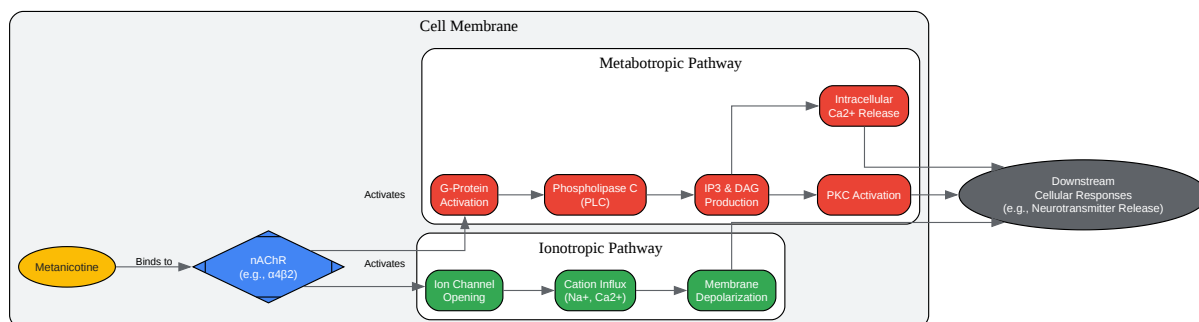 Cell Membrane
Metabotropic Pathway
Intracellular
Ca2+ Release
Activates
G-Protein
Activation
Phospholipase C
(PLC)
IP3 & DAG
Production
PKC Activation
Downstream
Cellular Responses
(e.g., Neurotransmitter Release)
Ionotropic Pathway
Metanicotine
Binds to
nAChR
(e.g., α4β2)
Activates
Ion Channel
Opening
Cation Influx
(Na+, Ca2+)
Membrane
Depolarization